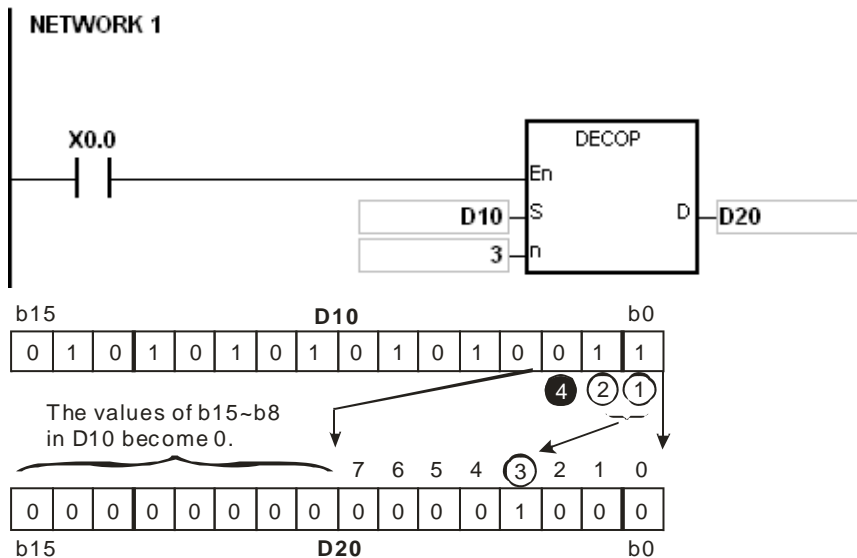 NETWORK 1
X0.0
DECOP
En
D10 S D D20
3 n
b15 D10 b0
0 1 0 1 0 1 0 1 0 1 0 1 0 0 1 1
4 2 1
The values of b15~b8
in D10 become 0.
7 6 5 4 3 2 1 0
0 0 0 0 0 0 0 0 0 0 0 0 1 0 0 0
b15 D20 b0